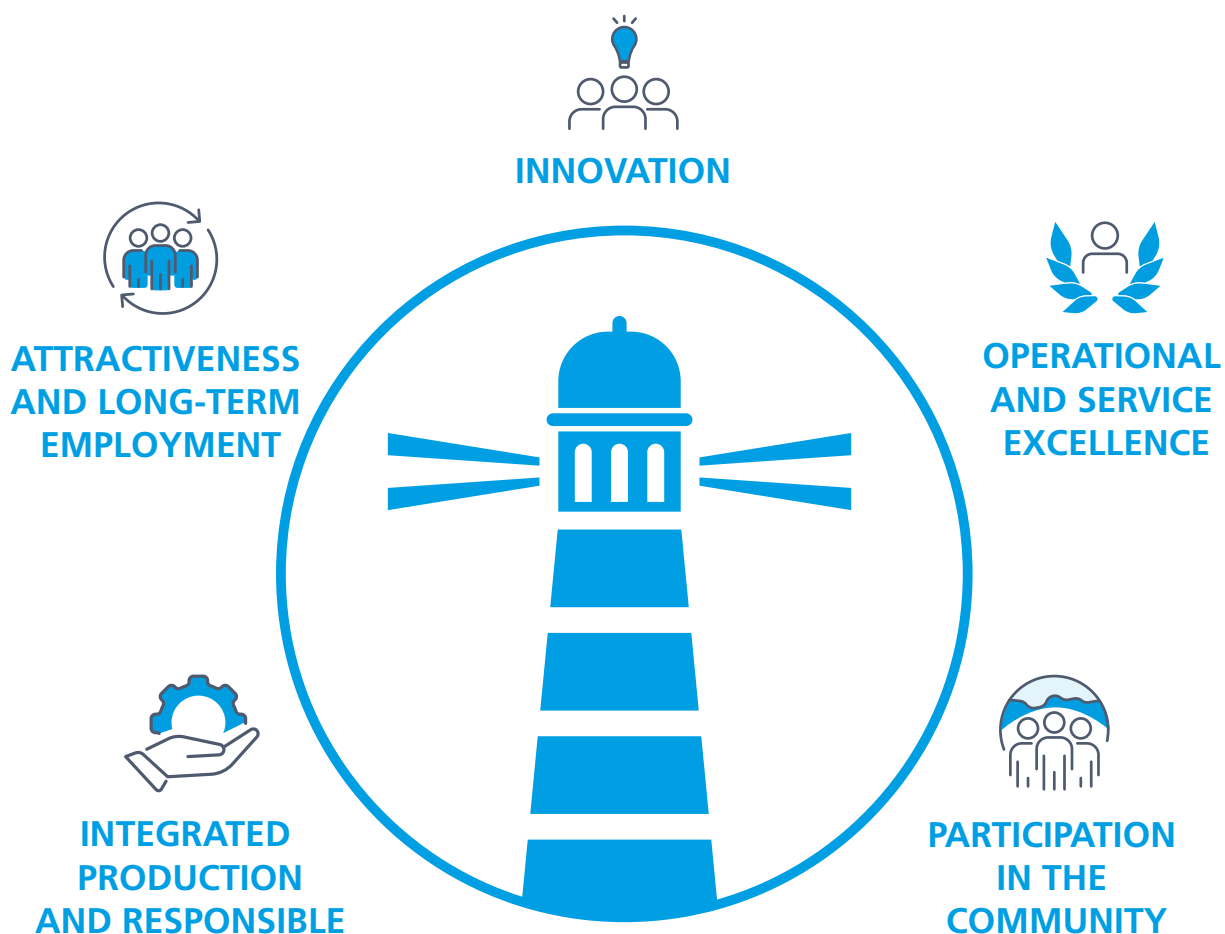 INNOVATION
ATTRACTIVENESS
AND LONG-TERM
EMPLOYMENT
OPERATIONAL
AND SERVICE
EXCELLENCE
INTEGRATED
PRODUCTION
AND RESPONSIBLE
PARTICIPATION
IN THE
COMMUNITY